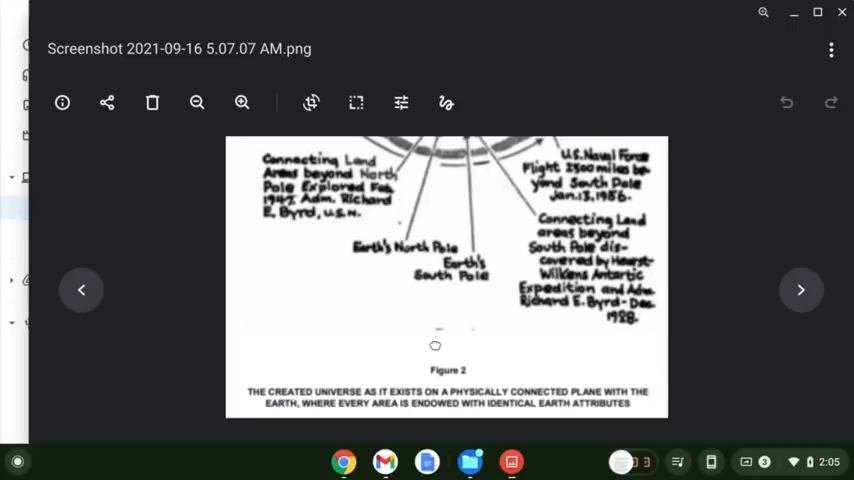 Screenshot 2021-09-16 5.07.07 AM.png
Connecting Land
Areas beyond North
Pole Explored Feb.
1947. Adm. Richard
E. Byrd, U.S.N.
U.S. Naval Force
Flight 2300 miles be-
yond South Pole
Jan. 13, 1956.
Connecting Land
areas beyond
South Pole dis-
covered by Hearst-
Wilkens Antartic
Expedition and Adm.
Richard E. Byrd-Dec.
1928.
Earth's North Pole
Earth's
South Pole
Figure 2
THE CREATED UNIVERSE AS IT EXISTS ON A PHYSICALLY CONNECTED PLANE WITH THE
EARTH, WHERE EVERY AREA IS ENDOWED WITH IDENTICAL EARTH ATTRIBUTES
3
2:05